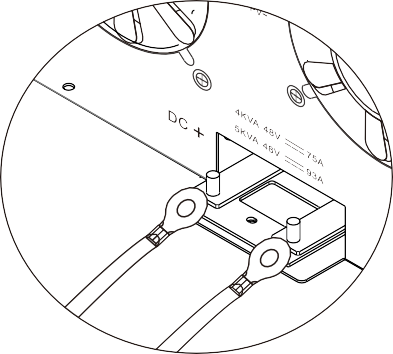 DC +
4KVA 48V ⎓ 75A
5KVA 48V ⎓ 93A